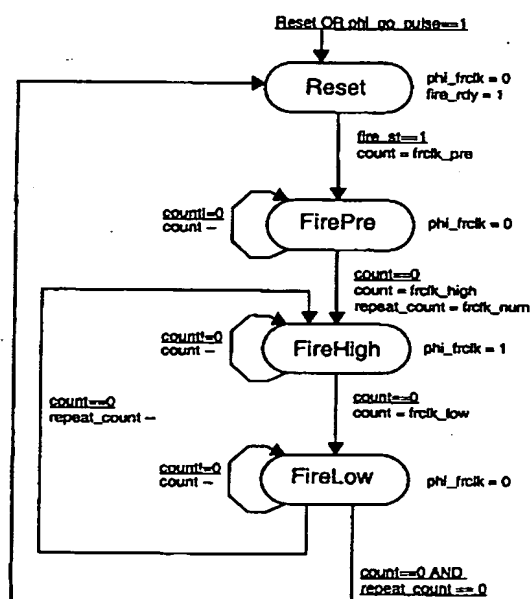 Reset OR phi_go_pulse==1
Reset
phi_frclk = 0
fire_rdy = 1
fire_st==1
count = frclk_pre
count!=0
count –
FirePre
phi_frclk = 0
count==0
count = frclk_high
repeat_count = frclk_num
count!=0
count –
FireHigh
phi_frclk = 1
count==0
repeat_count –
count==0
count = frclk_low
count!=0
count –
FireLow
phi_frclk = 0
count==0 AND
repeat_count == 0